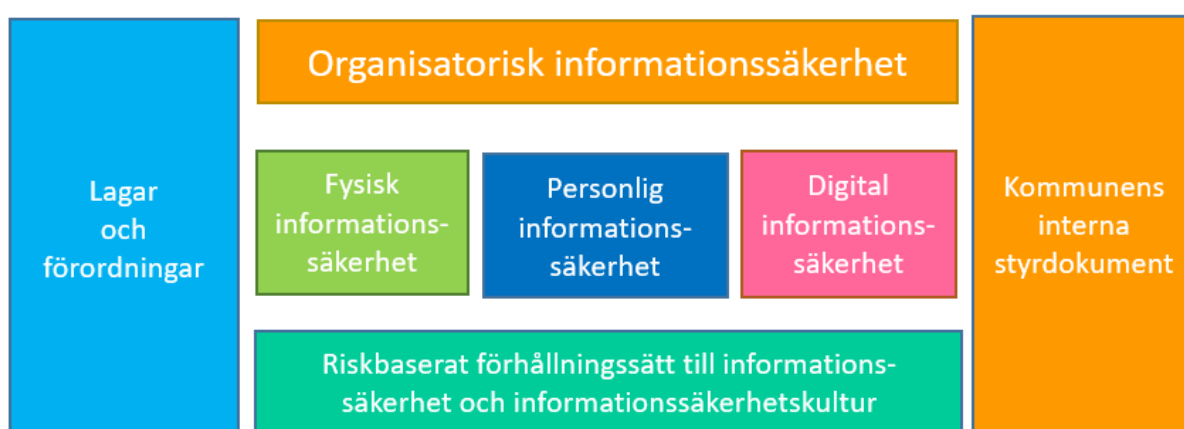 Lagar
och
förordningar
Organisatorisk informationssäkerhet
Fysisk
informations-
säkerhet
Personlig
informations-
säkerhet
Digital
informations-
säkerhet
Riskbaserat förhållningssätt till informations-
säkerhet och informationssäkerhetskultur
Kommunens
interna
styrdokument